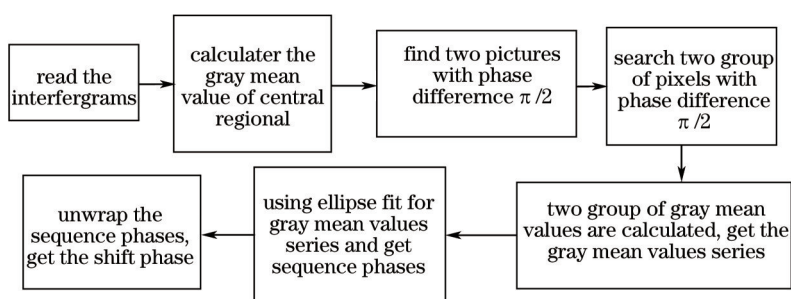 read the
interfergrams
calculater the
gray mean
value of central
regional
find two pictures
with phase
differernce π/2
search two group
of pixels with
phase difference
π/2
two group of gray mean
values are calculated, get the
gray mean values series
using ellipse fit for
gray mean values
series and get
sequence phases
unwrap the
sequence phases,
get the shift phase